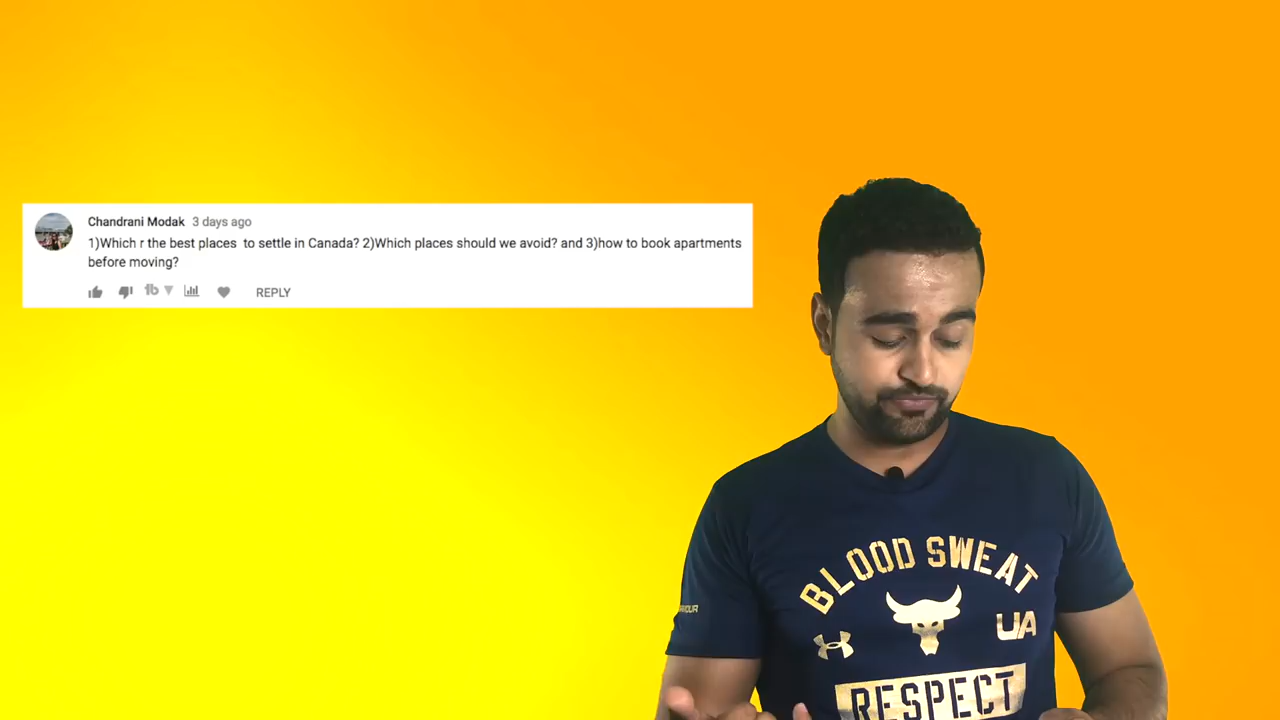 Chandrani Modak 3 days ago
1)Which r the best places to settle in Canada? 2)Which places should we avoid? and 3)how to book apartments
before moving?
REPLY
BLOOD SWEAT
UA
RESPECT